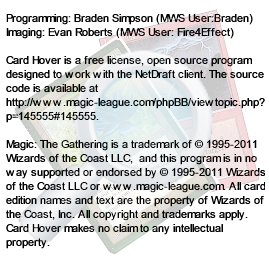 Programming: Braden Simpson (MWS User:Braden)
Imaging: Evan Roberts (MWS User: Fire4Effect)
Card Hover is a free license, open source program
designed to work with the NetDraft client. The source
code is available at
http://www.magic-league.com/phpBB/viewtopic.php?
p=145555#145555.
Magic: The Gathering is a trademark of © 1995-2011
Wizards of the Coast LLC, and this program is in no
way supported or endorsed by © 1995-2011 Wizards
of the Coast LLC or www.magic-league.com. All card
edition names and text are the property of Wizards of
the Coast, Inc. All copyright and trademarks apply.
Card Hover makes no claim to any intellectual
property.